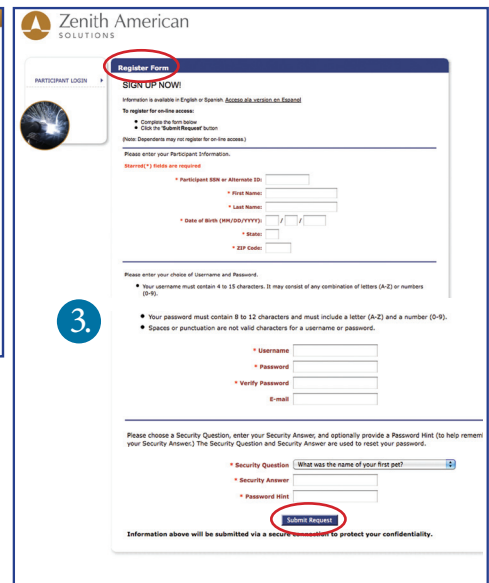 Zenith American
SOLUTIONS
Register Form
PARTICIPANT LOGIN
SIGN UP NOW!
Information is available in English or Spanish. Acceso ala version en Espanol
To register for on-line access:
• Complete the form below
• Click the 'Submit Request' button
(Note: Dependents may not register for on-line access.)
Please enter your Participant Information.
Starred(*) fields are required
* Participant SSN or Alternate ID:
* First Name:
* Last Name:
* Date of Birth (MM/DD/YYYY): / /
* State:
* ZIP Code:
Please enter your choice of Username and Password.
• Your username must contain 4 to 15 characters. It may consist of any combination of letters (A-Z) or numbers
(0-9).
3.
• Your password must contain 8 to 12 characters and must include a letter (A-Z) and a number (0-9).
• Spaces or punctuation are not valid characters for a username or password.
* Username
* Password
* Verify Password
E-mail
Please choose a Security Question, enter your Security Answer, and optionally provide a Password Hint (to help rememb
your Security Answer.) The Security Question and Security Answer are used to reset your password.
* Security Question What was the name of your first pet?
* Security Answer
* Password Hint
Submit Request
Information above will be submitted via a secure connection to protect your confidentiality.